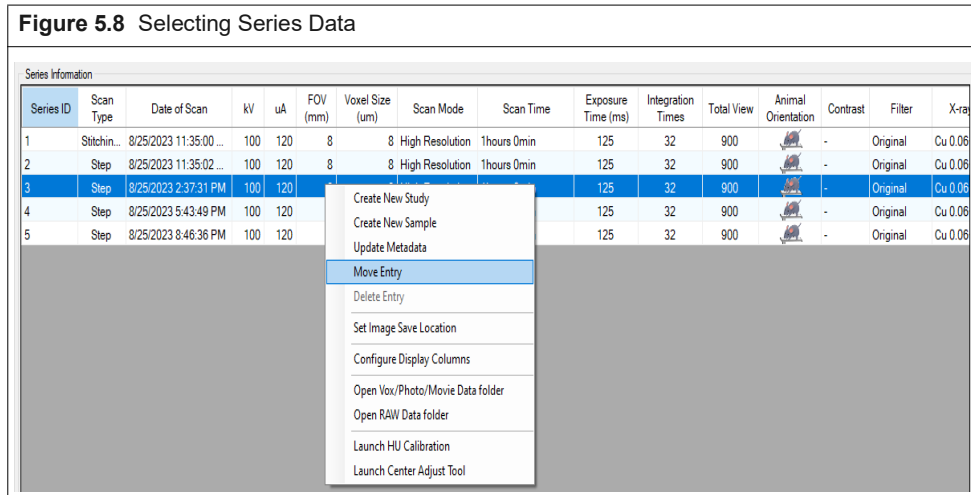 Figure 5.8 Selecting Series Data
Series Information
Series ID Scan Type Date of Scan kV uA FOV (mm) Voxel Size (um) Scan Mode Scan Time Exposure Time (ms) Integration Times Total View Animal Orientation Contrast Filter X-ray
1 Stitchin... 8/25/2023 11:35:00 ... 100 120 8 8 High Resolution 1hours 0min 125 32 900 - Original Cu 0.06
2 Step 8/25/2023 11:35:02 ... 100 120 8 8 High Resolution 1hours 0min 125 32 900 - Original Cu 0.06
3 Step 8/25/2023 2:37:31 PM 100 120 125 32 900 - Original Cu 0.06
4 Step 8/25/2023 5:43:49 PM 100 120 125 32 900 - Original Cu 0.06
5 Step 8/25/2023 8:46:36 PM 100 120 125 32 900 - Original Cu 0.06
Create New Study
Create New Sample
Update Metadata
Move Entry
Delete Entry
Set Image Save Location
Configure Display Columns
Open Vox/Photo/Movie Data folder
Open RAW Data folder
Launch HU Calibration
Launch Center Adjust Tool